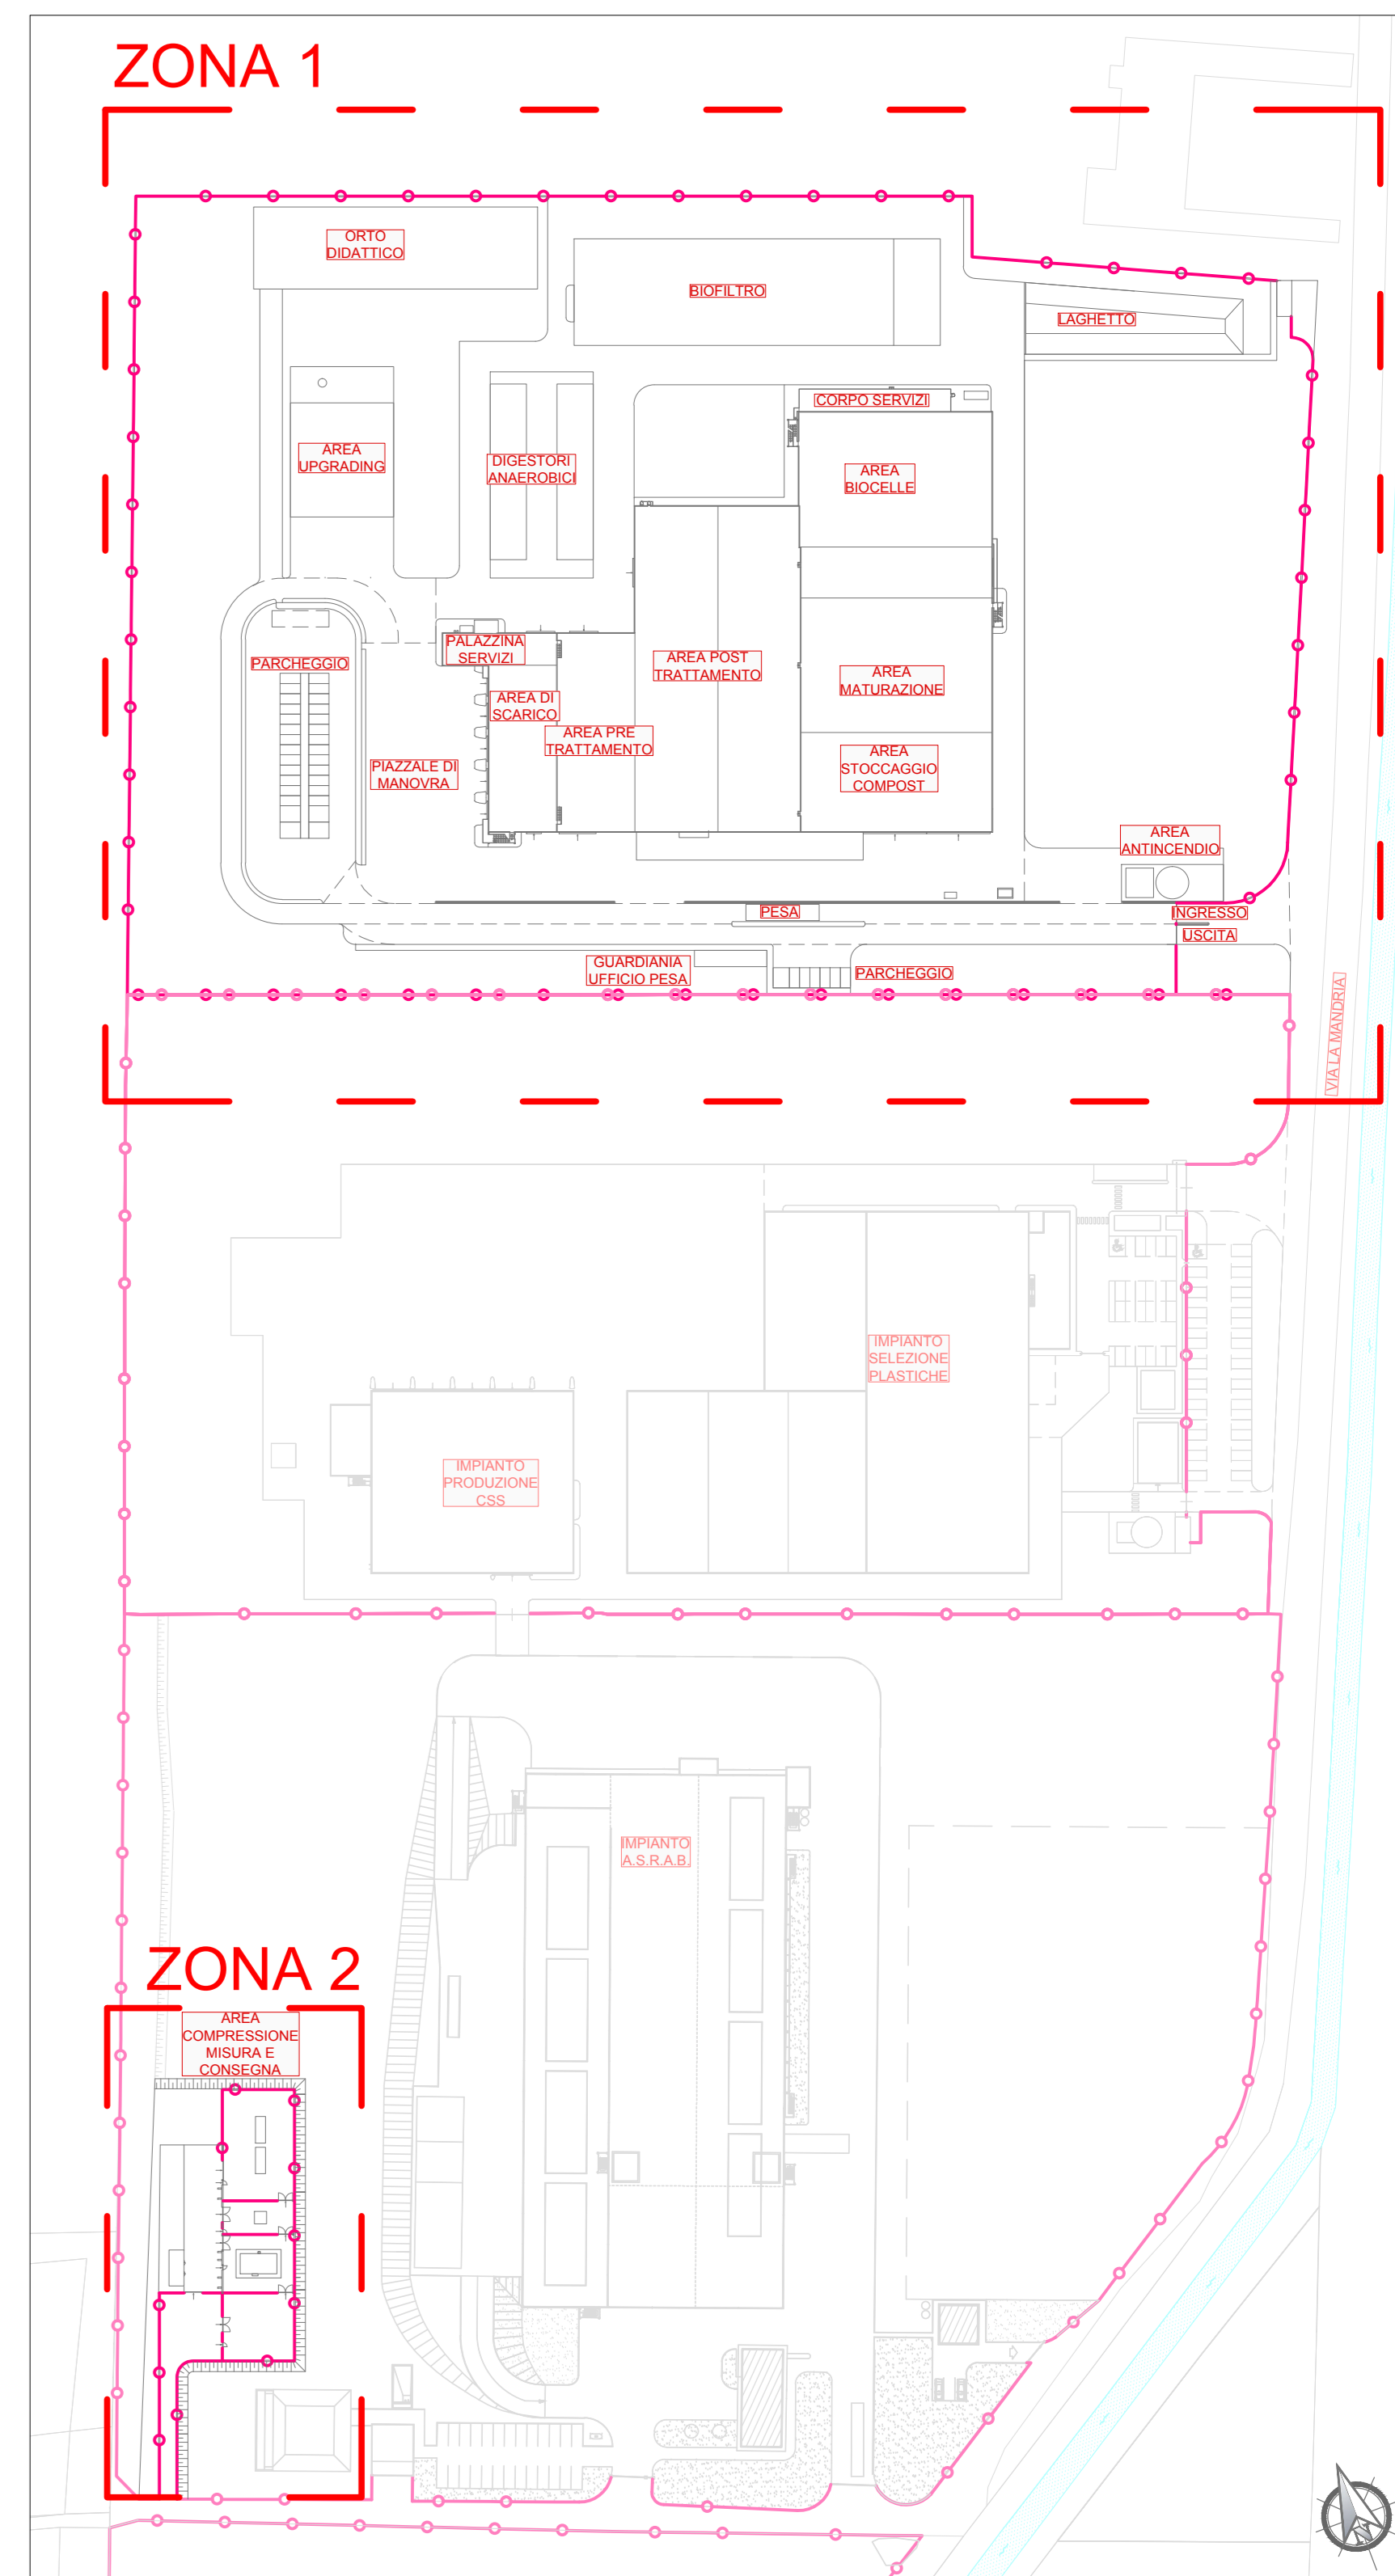 ZONA 1
ORTO
DIDATTICO
BIOFILTRO
LAGHETTO
CORPO SERVIZI
AREA
UPGRADING
DIGESTORI
ANAEROBICI
AREA
BIOCELLE
PALAZZINA
SERVIZI
PARCHEGGIO
AREA POST
TRATTAMENTO
AREA
MATURAZIONE
AREA DI
SCARICO
AREA PRE
TRATTAMENTO
PIAZZALE DI
MANOVRA
AREA
STOCCAGGIO
COMPOST
AREA
ANTINCENDIO
PESA
INGRESSO
USCITA
GUARDIANIA
UFFICIO PESA
PARCHEGGIO
VIA LA MANDRIA
IMPIANTO
SELEZIONE
PLASTICHE
IMPIANTO
PRODUZIONE
CSS
IMPIANTO
A.S.R.A.B.
ZONA 2
AREA
COMPRESSIONE
MISURA E
CONSEGNA